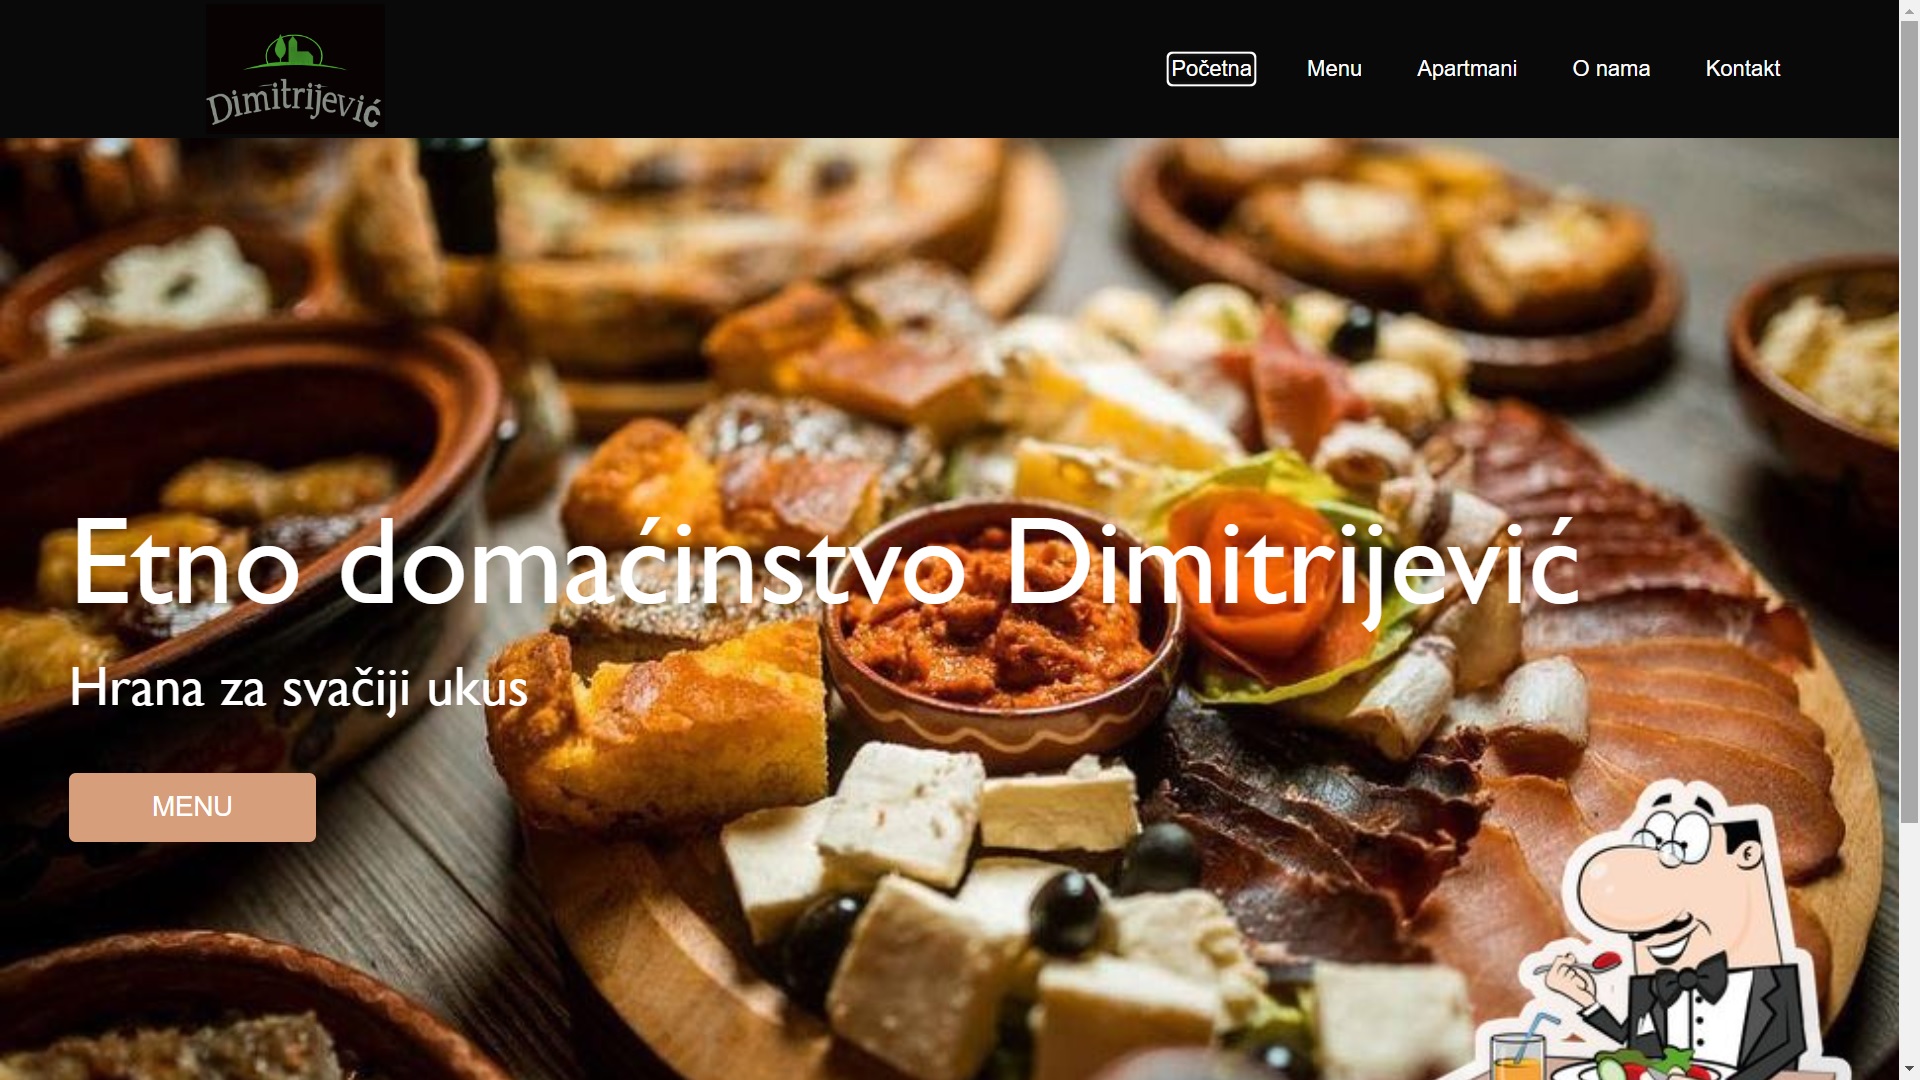 Dimitrijević
Početna
Menu
Apartmani
O nama
Kontakt
Etno domaćinstvo Dimitrijević
Hrana za svačiji ukus
MENU